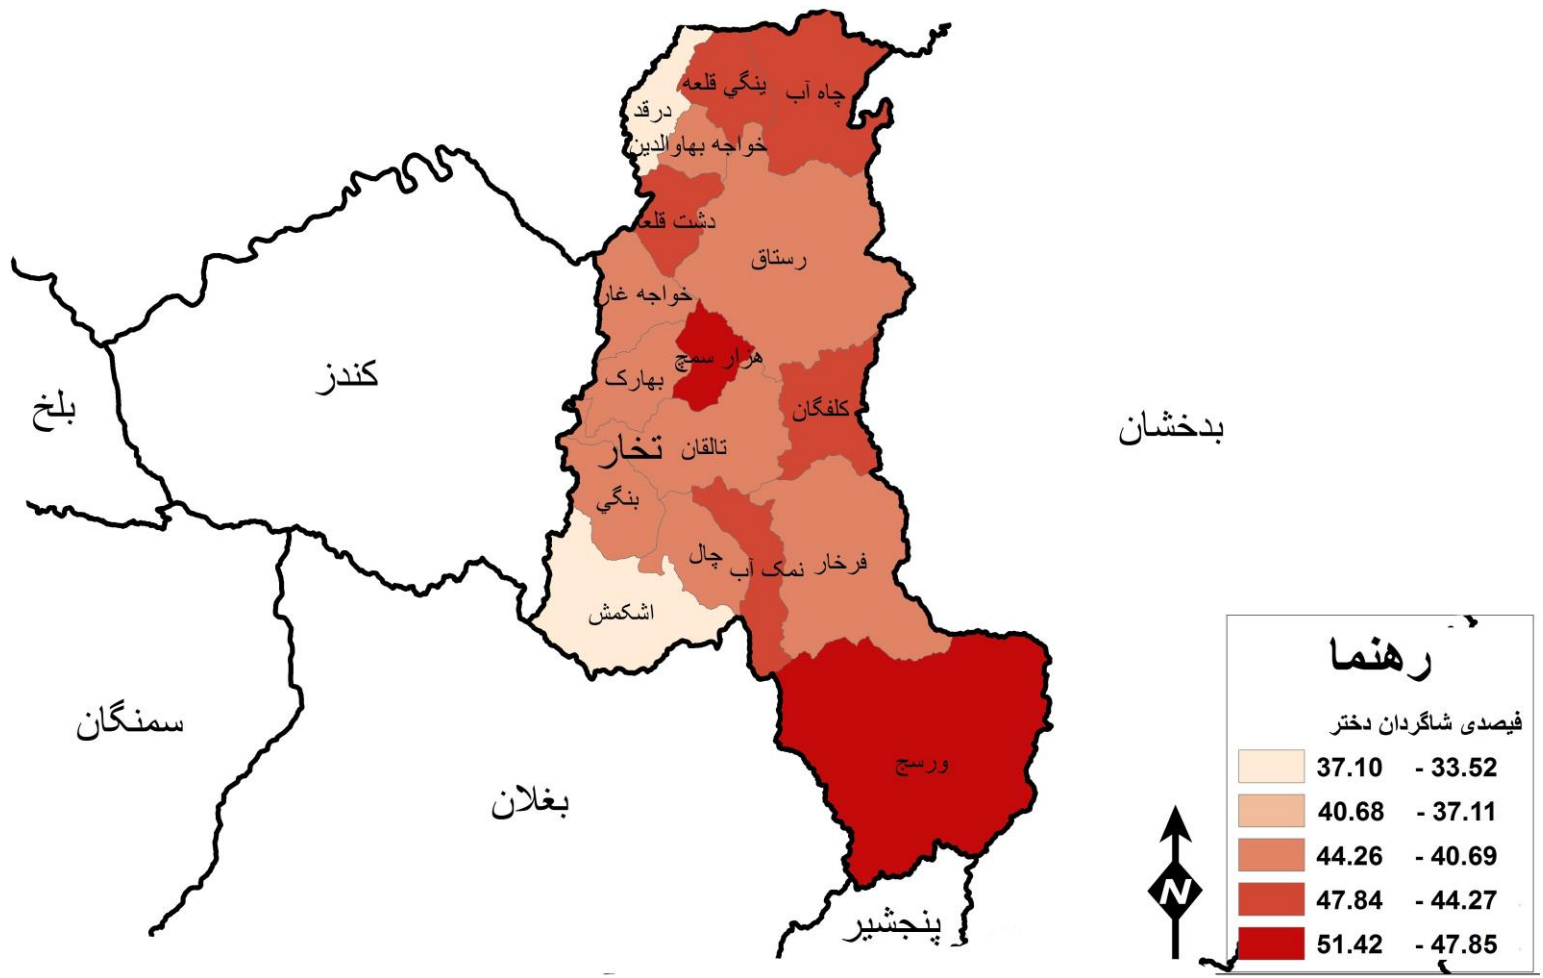 ینگي قلعه
چاه آب
درقد
خواجه بهاوالدین
دشت قلعه
رستاق
خواجه غار
هزار سمچ
بهارک
کلفگان
کندز
بلخ
بدخشان
تخار
تالقان
بنگي
چال
نمک آب
فرخار
اشکمش
سمنگان
ورسج
بغلان
پنجشیر
N
رهنما
فیصدی شاگردان دختر
37.10 - 33.52
40.68 - 37.11
44.26 - 40.69
47.84 - 44.27
51.42 - 47.85